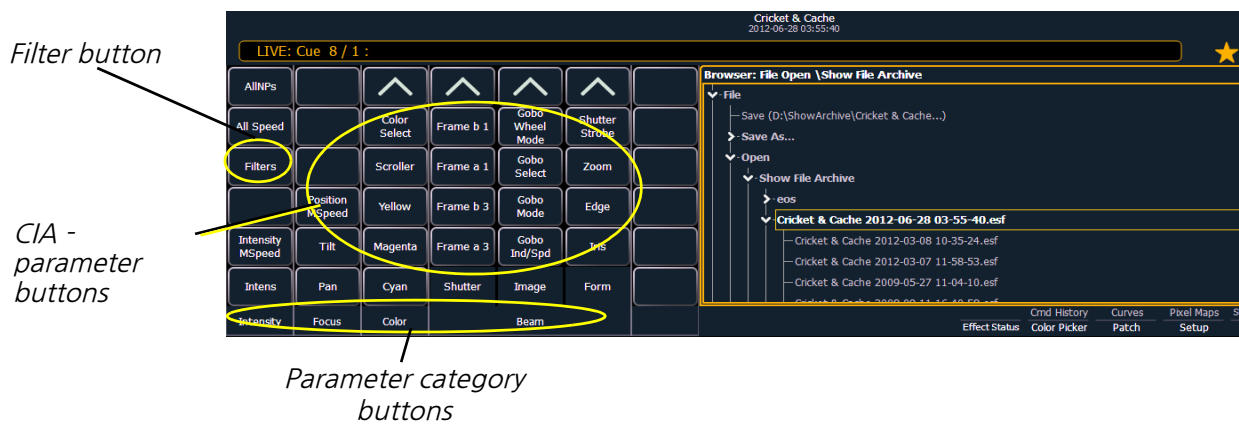 Cricket & Cache
2012-06-28 03:55:40
Filter button
LIVE: Cue 8 / 1 :
AllNPs
All Speed
Color Select
Frame b 1
Gobo Wheel Mode
Shutter Strobe
Filters
Scroller
Frame a 1
Gobo Select
Zoom
Position MSpeed
Yellow
Frame b 3
Gobo Mode
Edge
Intensity MSpeed
Tilt
Magenta
Frame a 3
Gobo Ind/Spd
Iris
Intens
Pan
Cyan
Shutter
Image
Form
Intensity
Focus
Color
Beam
CIA -
parameter
buttons
Parameter category
buttons
Browser: File Open \Show File Archive
File
Save (D:\ShowArchive\Cricket & Cache...)
Save As...
Open
Show File Archive
eos
Cricket & Cache 2012-06-28 03-55-40.esf
Cricket & Cache 2012-03-08 10-35-24.esf
Cricket & Cache 2012-03-07 11-58-53.esf
Cricket & Cache 2009-05-27 11-04-10.esf
Cmd History
Curves
Pixel Maps
Effect Status
Color Picker
Patch
Setup